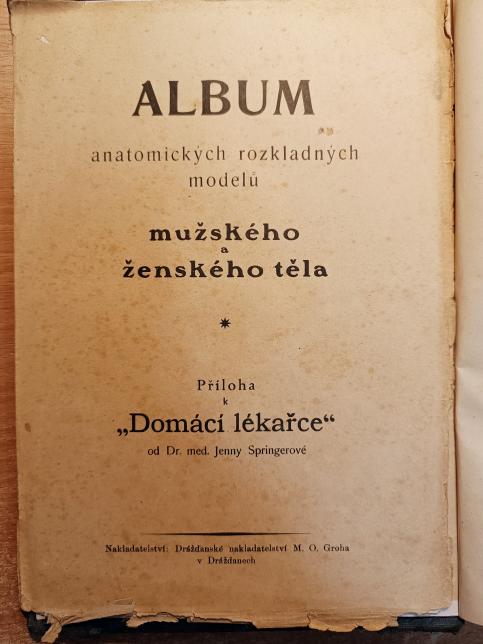 ALBUM
anatomických rozkladných
modelů
mužského
a
ženského těla
*
Příloha
k
„Domácí lékařce“
od Dr. med. Jenny Springerové
Nakladatelství: Drážďanské nakladatelství M. O. Groha
v Drážďanech